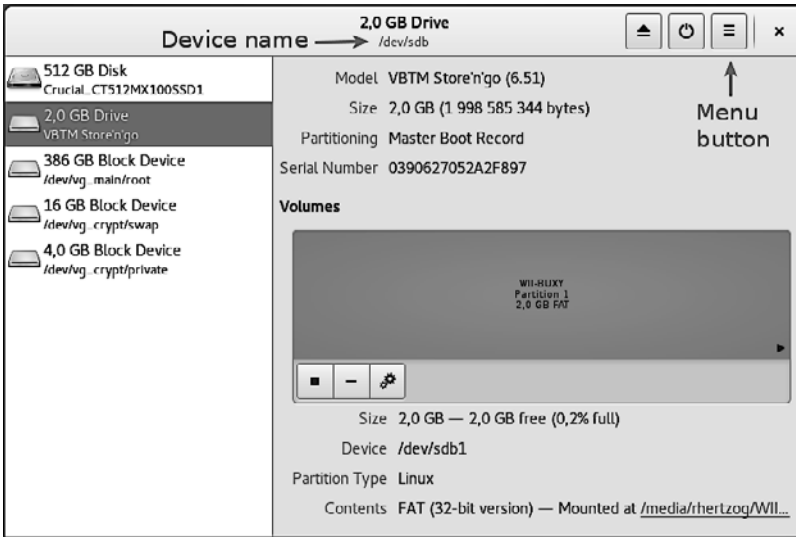 2,0 GB Drive
Device name
/dev/sdb
512 GB Disk
Crucial_CT512MX100SSD1
2,0 GB Drive
VBTM Store'n'go
386 GB Block Device
/dev/vg_main/root
16 GB Block Device
/dev/vg_crypt/swap
4,0 GB Block Device
/dev/vg_crypt/private
Menu
button
Model VBTM Store'n'go (6.51)
Size 2,0 GB (1 998 585 344 bytes)
Partitioning Master Boot Record
Serial Number 0390627052A2F897
Volumes
Partition 1
2,0 GB FAT
Size 2,0 GB — 2,0 GB free (0,2% full)
Device /dev/sdb1
Partition Type Linux
Contents FAT (32-bit version) — Mounted at /media/rhertzog/WII...